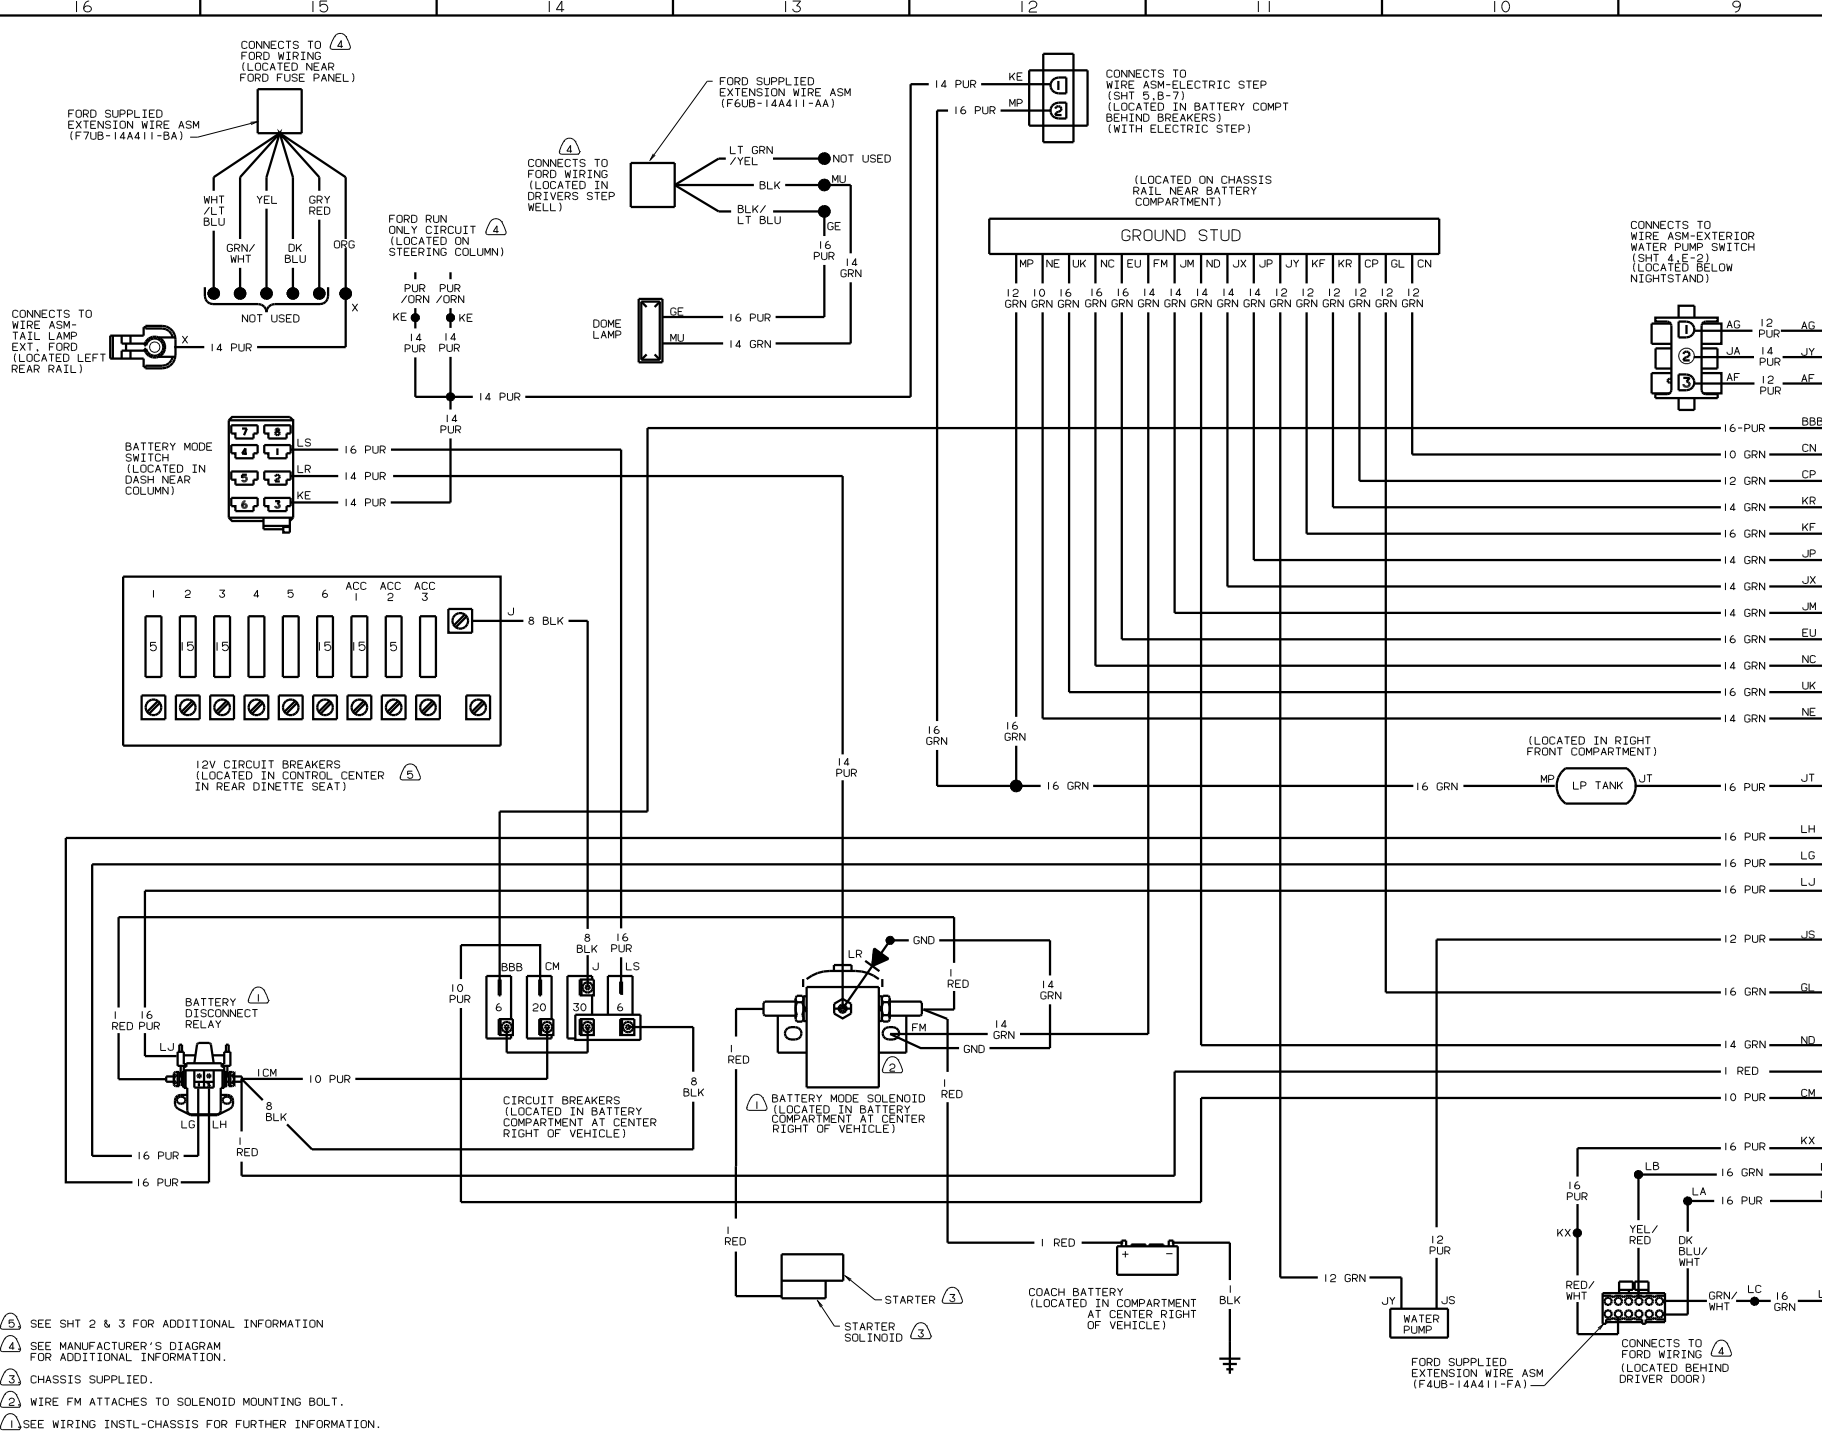 16 15 14 13 12 11 10 9
CONNECTS TO 4
FORD WIRING
(LOCATED NEAR
FORD FUSE PANEL)
FORD SUPPLIED
EXTENSION WIRE ASM
(F7UB-14A411-BA)
WHT
/LT
BLU
GRN/
WHT
YEL
DK
BLU
GRY
RED
ORG
X
NOT USED
CONNECTS TO
WIRE ASM-
TAIL LAMP
EXT, FORD
(LOCATED LEFT
REAR RAIL)
X
14 PUR
FORD RUN
ONLY CIRCUIT 4
(LOCATED ON
STEERING COLUMN)
PUR PUR
/ORN /ORN
KE KE
14 14
PUR PUR
14 PUR
14
PUR
FORD SUPPLIED
EXTENSION WIRE ASM
(F6UB-14A411-AA)
4
CONNECTS TO
FORD WIRING
(LOCATED IN
DRIVERS STEP
WELL)
LT GRN
/YEL
NOT USED
BLK
MU
BLK/
LT BLU
GE
16
PUR
14
GRN
DOME
LAMP
GE
16 PUR
MU
14 GRN
14 PUR KE 1
16 PUR MP 2
CONNECTS TO
WIRE ASM-ELECTRIC STEP
(SHT 5,B-7)
(LOCATED IN BATTERY COMPT
BEHIND BREAKERS)
(WITH ELECTRIC STEP)
(LOCATED ON CHASSIS
RAIL NEAR BATTERY
COMPARTMENT)
GROUND STUD
MP NE UK NC EU FM JM ND JX JP JY KF KR CP GL CN
12 10 16 16 16 14 14 14 14 14 12 12 12 12 12 12
GRN GRN GRN GRN GRN GRN GRN GRN GRN GRN GRN GRN GRN GRN GRN GRN
CONNECTS TO
WIRE ASM-EXTERIOR
WATER PUMP SWITCH
(SHT 4,E-2)
(LOCATED BELOW
NIGHTSTAND)
1 AG 12 PUR AG
2 JA 14 PUR JY
3 AF 12 PUR AF
16-PUR BBB
10 GRN CN
12 GRN CP
14 GRN KR
16 GRN KF
14 GRN JP
14 GRN JX
14 GRN JM
16 GRN EU
14 GRN NC
16 GRN UK
14 GRN NE
BATTERY MODE
SWITCH
(LOCATED IN
DASH NEAR
COLUMN)
7 8
4 1 LS 16 PUR
5 2 LR 14 PUR
6 3 KE 14 PUR
1 2 3 4 5 6 ACC 1 ACC 2 ACC 3
J
8 BLK
5 15 15 15 15 5
12V CIRCUIT BREAKERS
(LOCATED IN CONTROL CENTER 5
IN REAR DINETTE SEAT)
14
PUR
16
GRN
16
GRN
16 GRN
16 GRN
(LOCATED IN RIGHT
FRONT COMPARTMENT)
MP LP TANK JT
16 PUR JT
16 PUR LH
16 PUR LG
16 PUR LJ
12 PUR JS
16 GRN GL
14 GRN ND
1 RED
10 PUR CM
16 PUR KX
16 GRN
16 PUR
1
RED
16
PUR
BATTERY 1
DISCONNECT
RELAY
LJ
1CM
10 PUR
8
BLK
LG LH
1
RED
16 PUR
16 PUR
10
PUR
8
BLK
16
PUR
BBB CM J LS
6 20 30 6
8
BLK
CIRCUIT BREAKERS
(LOCATED IN BATTERY
COMPARTMENT AT CENTER
RIGHT OF VEHICLE)
LR
GND
1
RED
14
GRN
FM
14
GRN
GND
1
RED
2
1
RED
1 BATTERY MODE SOLENOID
(LOCATED IN BATTERY
COMPARTMENT AT CENTER
RIGHT OF VEHICLE)
1
RED
STARTER 3
STARTER
SOLINOID 3
1 RED
+ -
COACH BATTERY
(LOCATED IN COMPARTMENT
AT CENTER RIGHT
OF VEHICLE)
1
BLK
12 GRN
12
PUR
JY JS
WATER
PUMP
16
PUR
KX
RED/
WHT
LB
YEL/
RED
LA
DK
BLU/
WHT
GRN/
WHT
LC
16
GRN
CONNECTS TO
FORD WIRING 4
(LOCATED BEHIND
DRIVER DOOR)
FORD SUPPLIED
EXTENSION WIRE ASM
(F4UB-14A411-FA)
5 SEE SHT 2 & 3 FOR ADDITIONAL INFORMATION
4 SEE MANUFACTURER'S DIAGRAM
FOR ADDITIONAL INFORMATION.
3 CHASSIS SUPPLIED.
2 WIRE FM ATTACHES TO SOLENOID MOUNTING BOLT.
1 SEE WIRING INSTL-CHASSIS FOR FURTHER INFORMATION.